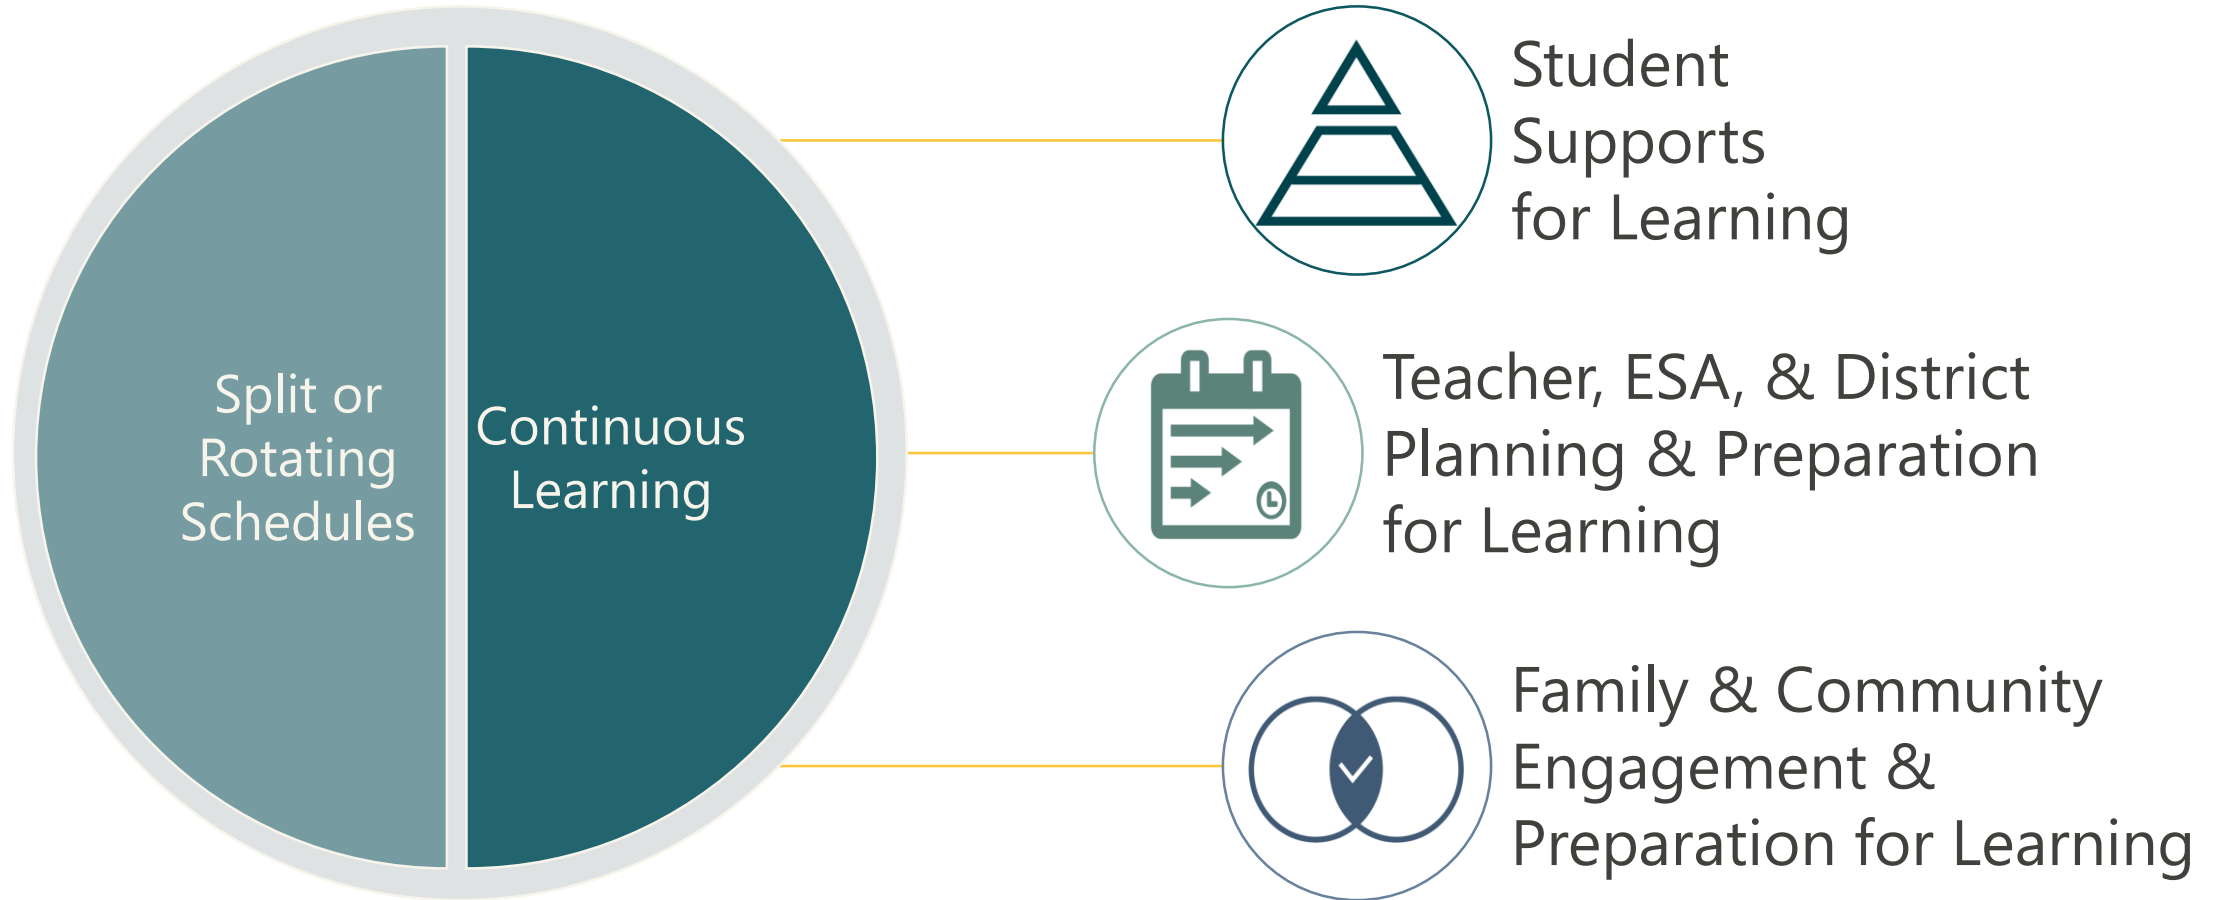 Split or
Rotating
Schedules
Continuous
Learning
Student
Supports
for Learning
Teacher, ESA, & District
Planning & Preparation
for Learning
Family & Community
Engagement &
Preparation for Learning